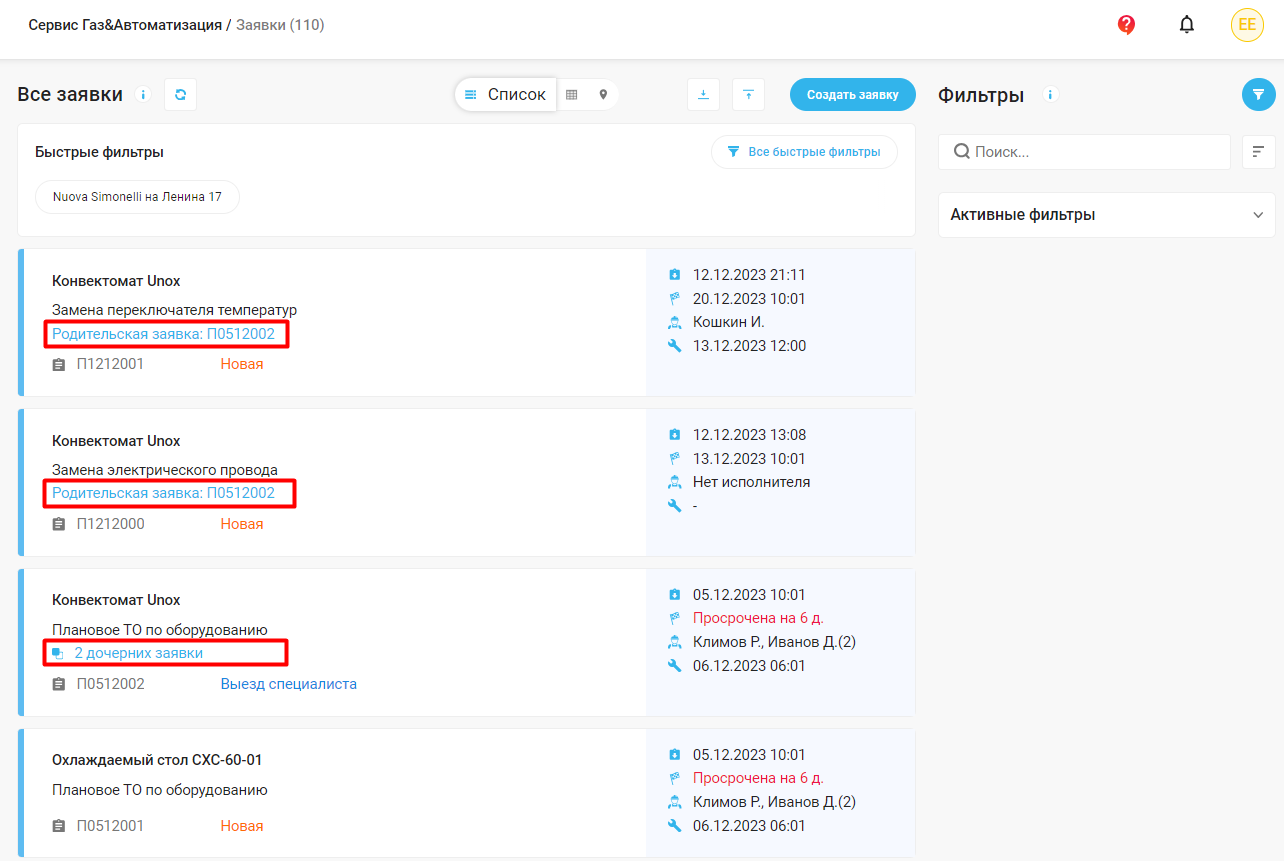 Сервис Газ&Автоматизация / Заявки (110)
?
ЕЕ
Все заявки
Список
Создать заявку
Фильтры
Быстрые фильтры
Все быстрые фильтры
Nuova Simonelli на Ленина 17
Поиск...
Активные фильтры
Конвектомат Unox
Замена переключателя температур
Родительская заявка: П0512002
П1212001
Новая
12.12.2023 21:11
20.12.2023 10:01
Кошкин И.
13.12.2023 12:00
Конвектомат Unox
Замена электрического провода
Родительская заявка: П0512002
П1212000
Новая
12.12.2023 13:08
13.12.2023 10:01
Нет исполнителя
-
Конвектомат Unox
Плановое ТО по оборудованию
2 дочерних заявки
П0512002
Выезд специалиста
05.12.2023 10:01
Просрочена на 6 д.
Климов Р., Иванов Д.(2)
06.12.2023 06:01
Охлаждаемый стол СХС-60-01
Плановое ТО по оборудованию
П0512001
Новая
05.12.2023 10:01
Просрочена на 6 д.
Климов Р., Иванов Д.(2)
06.12.2023 06:01